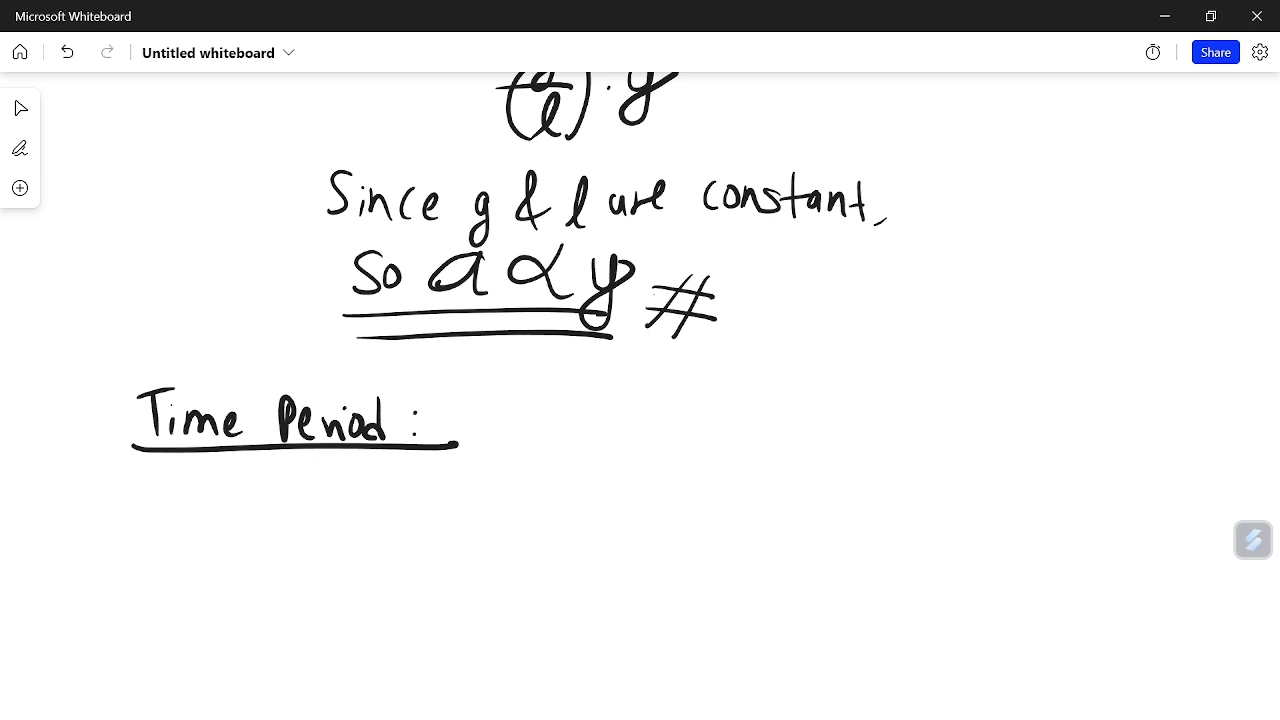 Microsoft Whiteboard
Untitled whiteboard
Share
(g/l) . y
Since g & l are constant,
So a ∝ y #
Time Period :